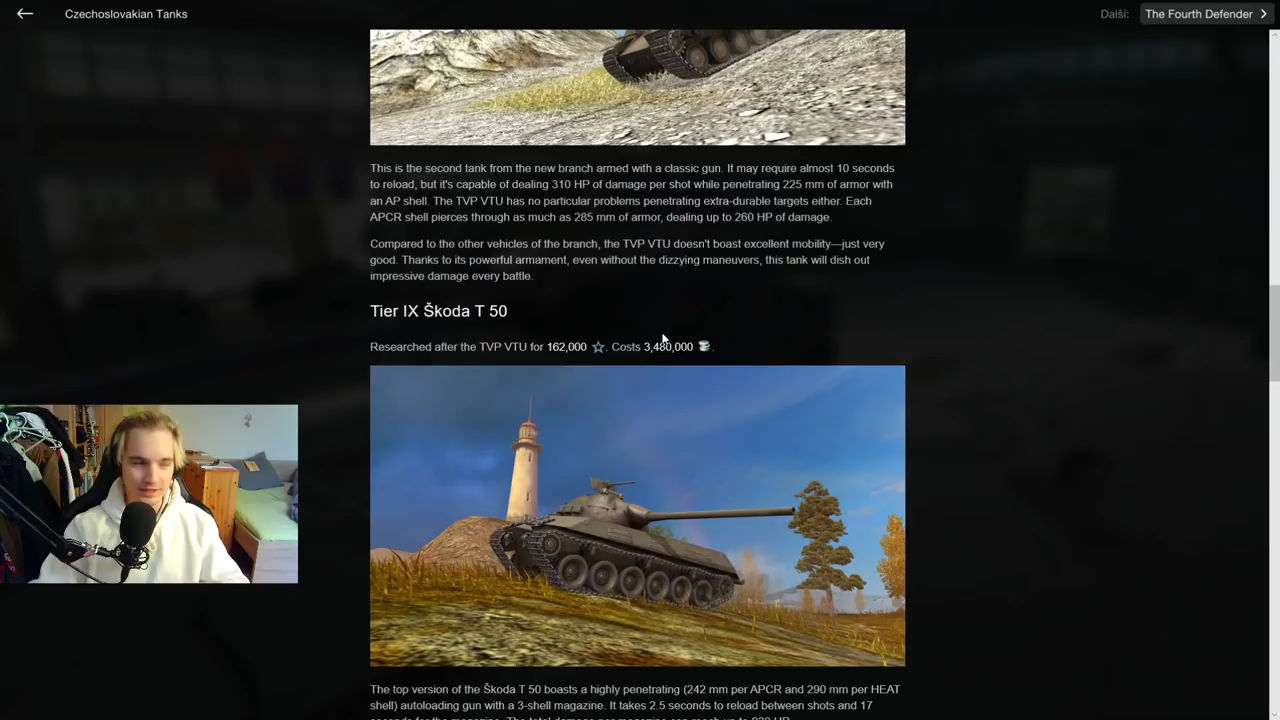 Czechoslovakian Tanks
Další: The Fourth Defender
This is the second tank from the new branch armed with a classic gun. It may require almost 10 seconds
to reload, but it's capable of dealing 310 HP of damage per shot while penetrating 225 mm of armor with
an AP shell. The TVP VTU has no particular problems penetrating extra-durable targets either. Each
APCR shell pierces through as much as 285 mm of armor, dealing up to 260 HP of damage.
Compared to the other vehicles of the branch, the TVP VTU doesn't boast excellent mobility—just very
good. Thanks to its powerful armament, even without the dizzying maneuvers, this tank will dish out
impressive damage every battle.
Tier IX Škoda T 50
Researched after the TVP VTU for 162,000 . Costs 3,480,000 .
The top version of the Škoda T 50 boasts a highly penetrating (242 mm per APCR and 290 mm per HEAT
shell) autoloading gun with a 3-shell magazine. It takes 2.5 seconds to reload between shots and 17